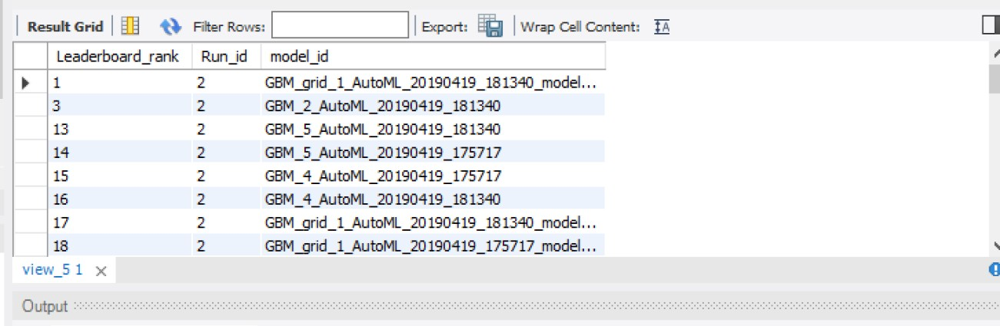 Result Grid Filter Rows: Export: Wrap Cell Content: IA
Leaderboard_rank Run_id model_id
1 2 GBM_grid_1_AutoML_20190419_181340_model...
3 2 GBM_2_AutoML_20190419_181340
13 2 GBM_5_AutoML_20190419_181340
14 2 GBM_5_AutoML_20190419_175717
15 2 GBM_4_AutoML_20190419_175717
16 2 GBM_4_AutoML_20190419_181340
17 2 GBM_grid_1_AutoML_20190419_181340_model...
18 2 GBM_grid_1_AutoML_20190419_175717_model...
view_5 1
Output